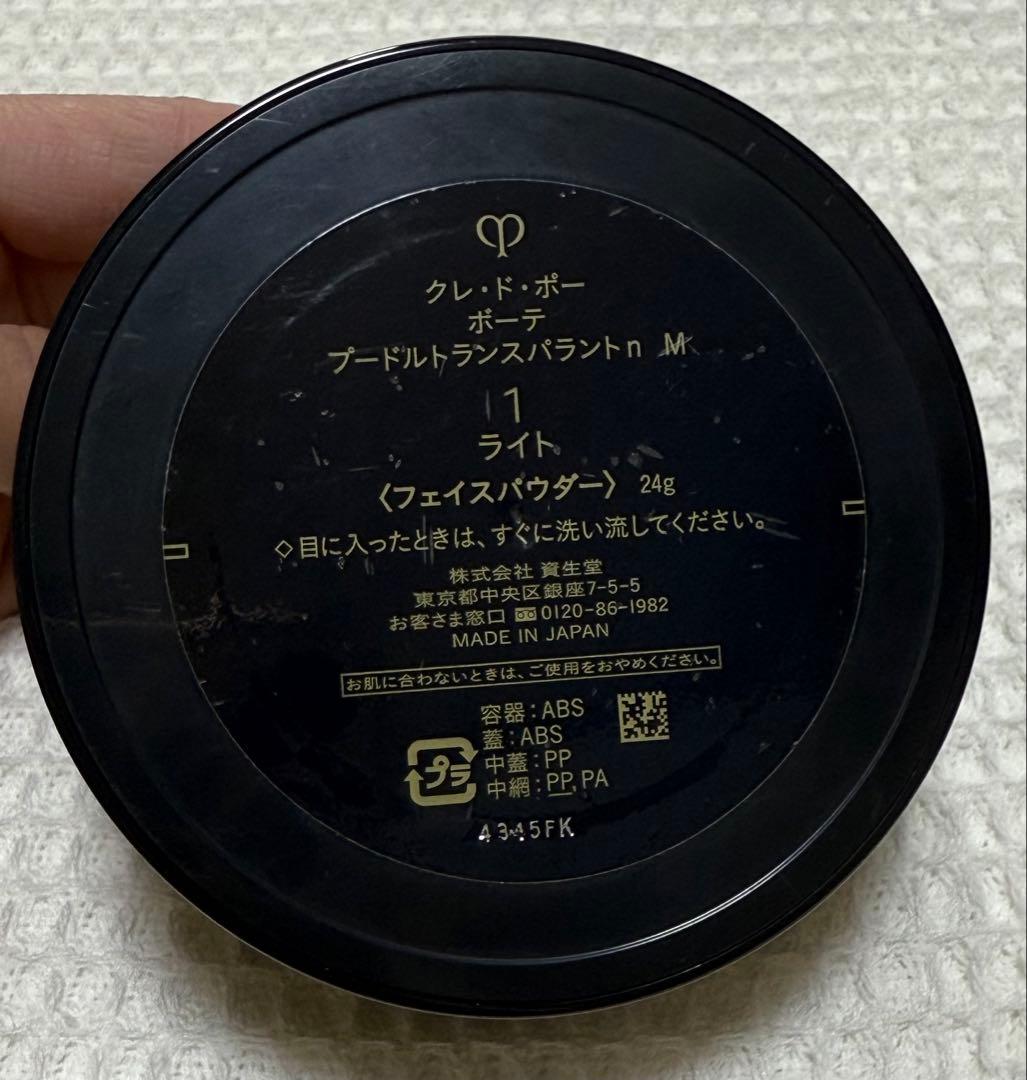 クレ・ド・ポー
ボーテ
プードルトランスパラントn M
1
ライト
〈フェイスパウダー〉 24g
◇目に入ったときは、すぐに洗い流してください。
株式会社 資生堂
東京都中央区銀座7-5-5
お客さま窓口 0120-86-1982
MADE IN JAPAN
お肌に合わないときは、ご使用をおやめください。
容器:ABS
蓋:ABS
中蓋:PP
中網:PP,PA
プラ
4345FK